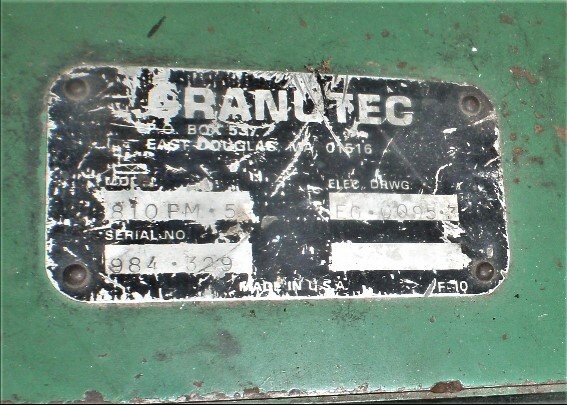 GRANUTEC
P.O. BOX 537
EAST DOUGLAS MA 01516
ELEC. DRWG.
810PM·5
SERIAL NO.
984·329
MADE IN U.S.A.
F-10